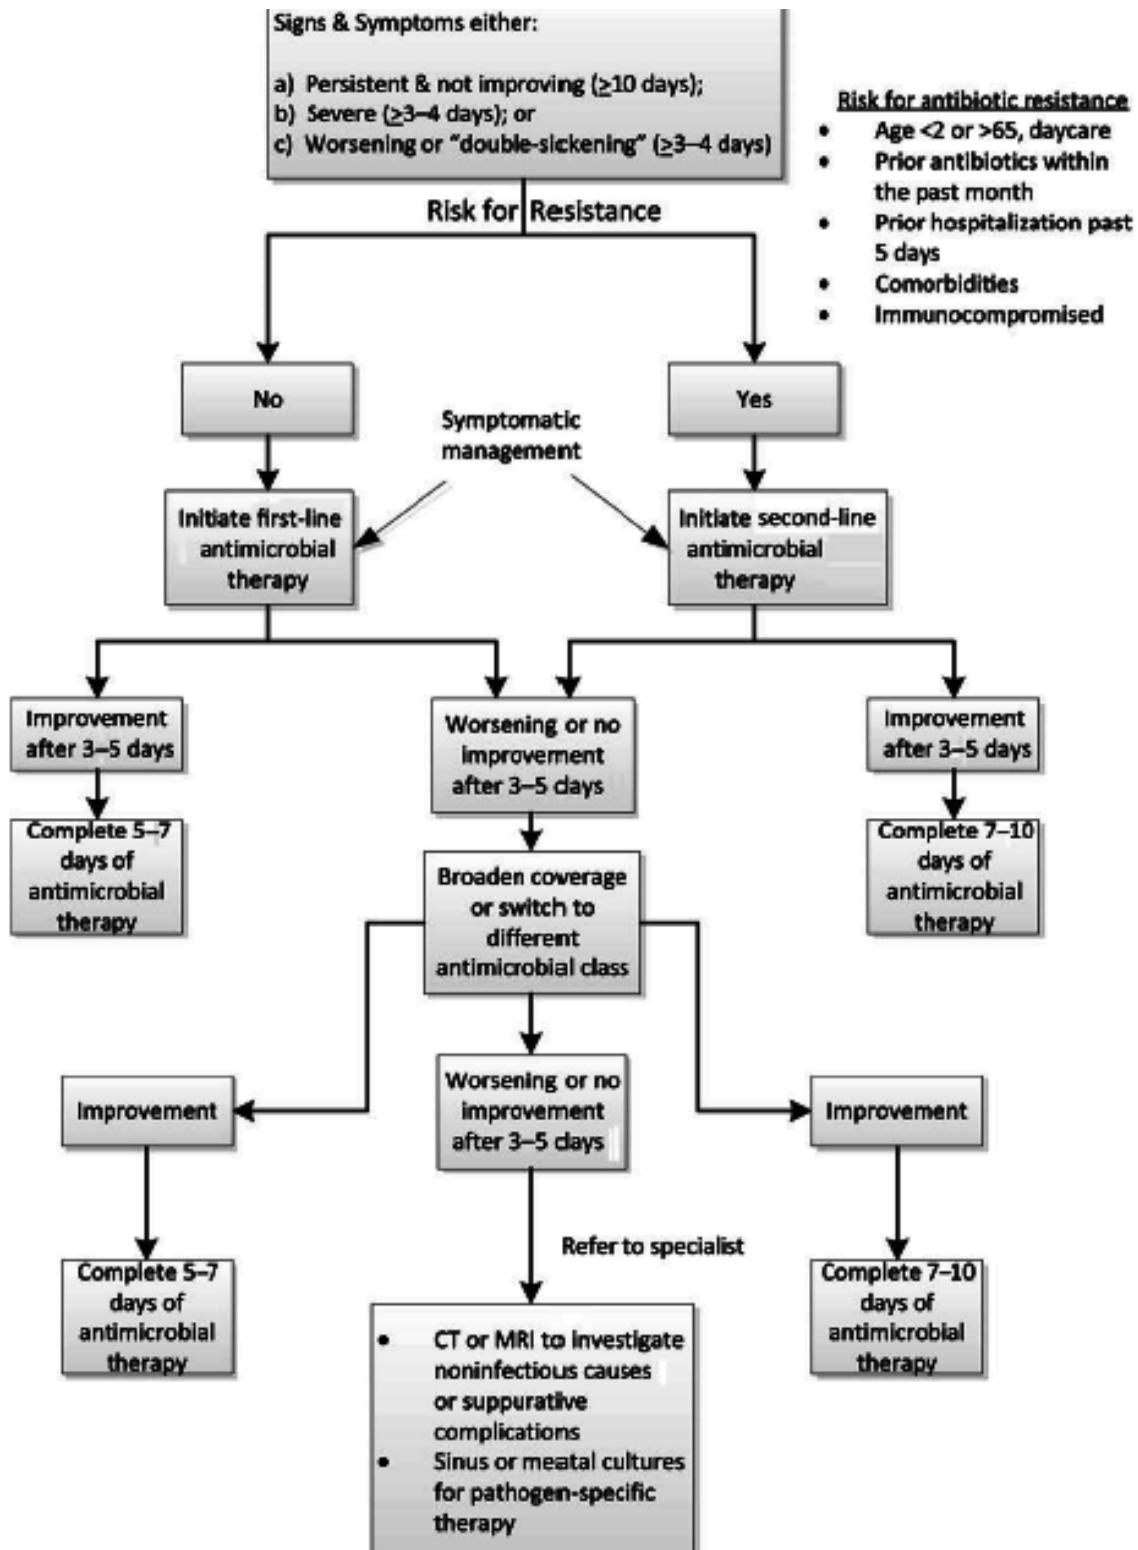 Signs & Symptoms either:
a) Persistent & not improving (≥10 days);
b) Severe (≥3–4 days); or
c) Worsening or “double-sickening” (≥3–4 days)
Risk for antibiotic resistance
• Age <2 or >65, daycare
• Prior antibiotics within
the past month
• Prior hospitalization past
5 days
• Comorbidities
• Immunocompromised
Risk for Resistance
No
Yes
Symptomatic
management
Initiate first-line
antimicrobial
therapy
Initiate second-line
antimicrobial
therapy
Improvement
after 3–5 days
Worsening or no
improvement
after 3–5 days
Improvement
after 3–5 days
Complete 5–7
days of
antimicrobial
therapy
Complete 7–10
days of
antimicrobial
therapy
Broaden coverage
or switch to
different
antimicrobial class
Improvement
Worsening or no
improvement
after 3–5 days
Improvement
Refer to specialist
Complete 5–7
days of
antimicrobial
therapy
Complete 7–10
days of
antimicrobial
therapy
• CT or MRI to investigate
noninfectious causes
or suppurative
complications
• Sinus or meatal cultures
for pathogen-specific
therapy